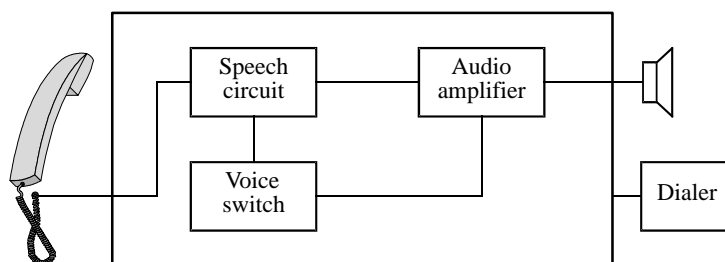 Speech
circuit
Audio
amplifier
Voice
switch
Dialer